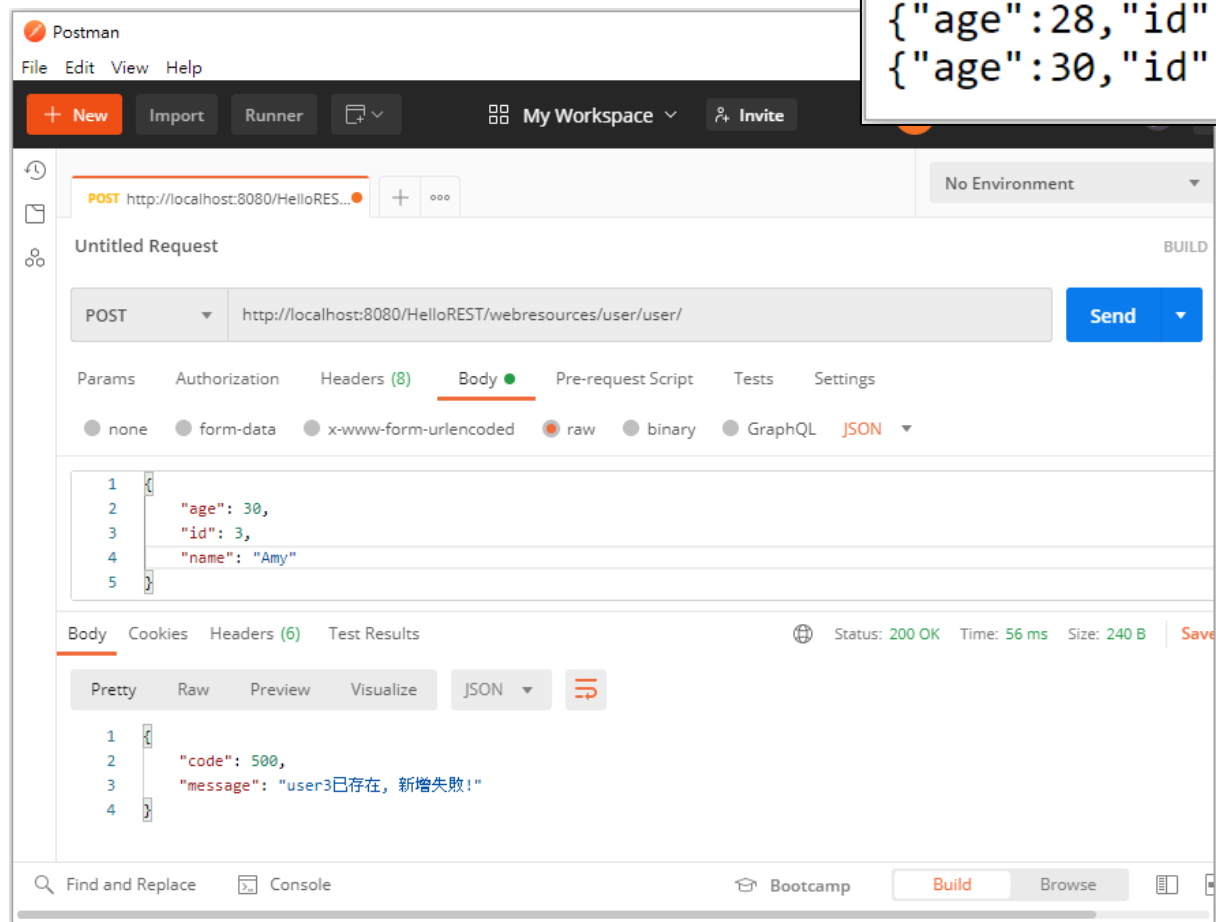 {"age":28,"id"
{"age":30,"id"
Postman
File Edit View Help
+ New Import Runner My Workspace Invite
POST http://localhost:8080/HelloRES... + ooo No Environment
Untitled Request BUILD
POST http://localhost:8080/HelloREST/webresources/user/user/ Send
Params Authorization Headers (8) Body Pre-request Script Tests Settings
none form-data x-www-form-urlencoded raw binary GraphQL JSON
1 {
2 "age": 30,
3 "id": 3,
4 "name": "Amy"
5 }
Body Cookies Headers (6) Test Results Status: 200 OK Time: 56 ms Size: 240 B Save
Pretty Raw Preview Visualize JSON
1 {
2 "code": 500,
3 "message": "user3已存在, 新增失敗!"
4 }
Find and Replace Console Bootcamp Build Browse